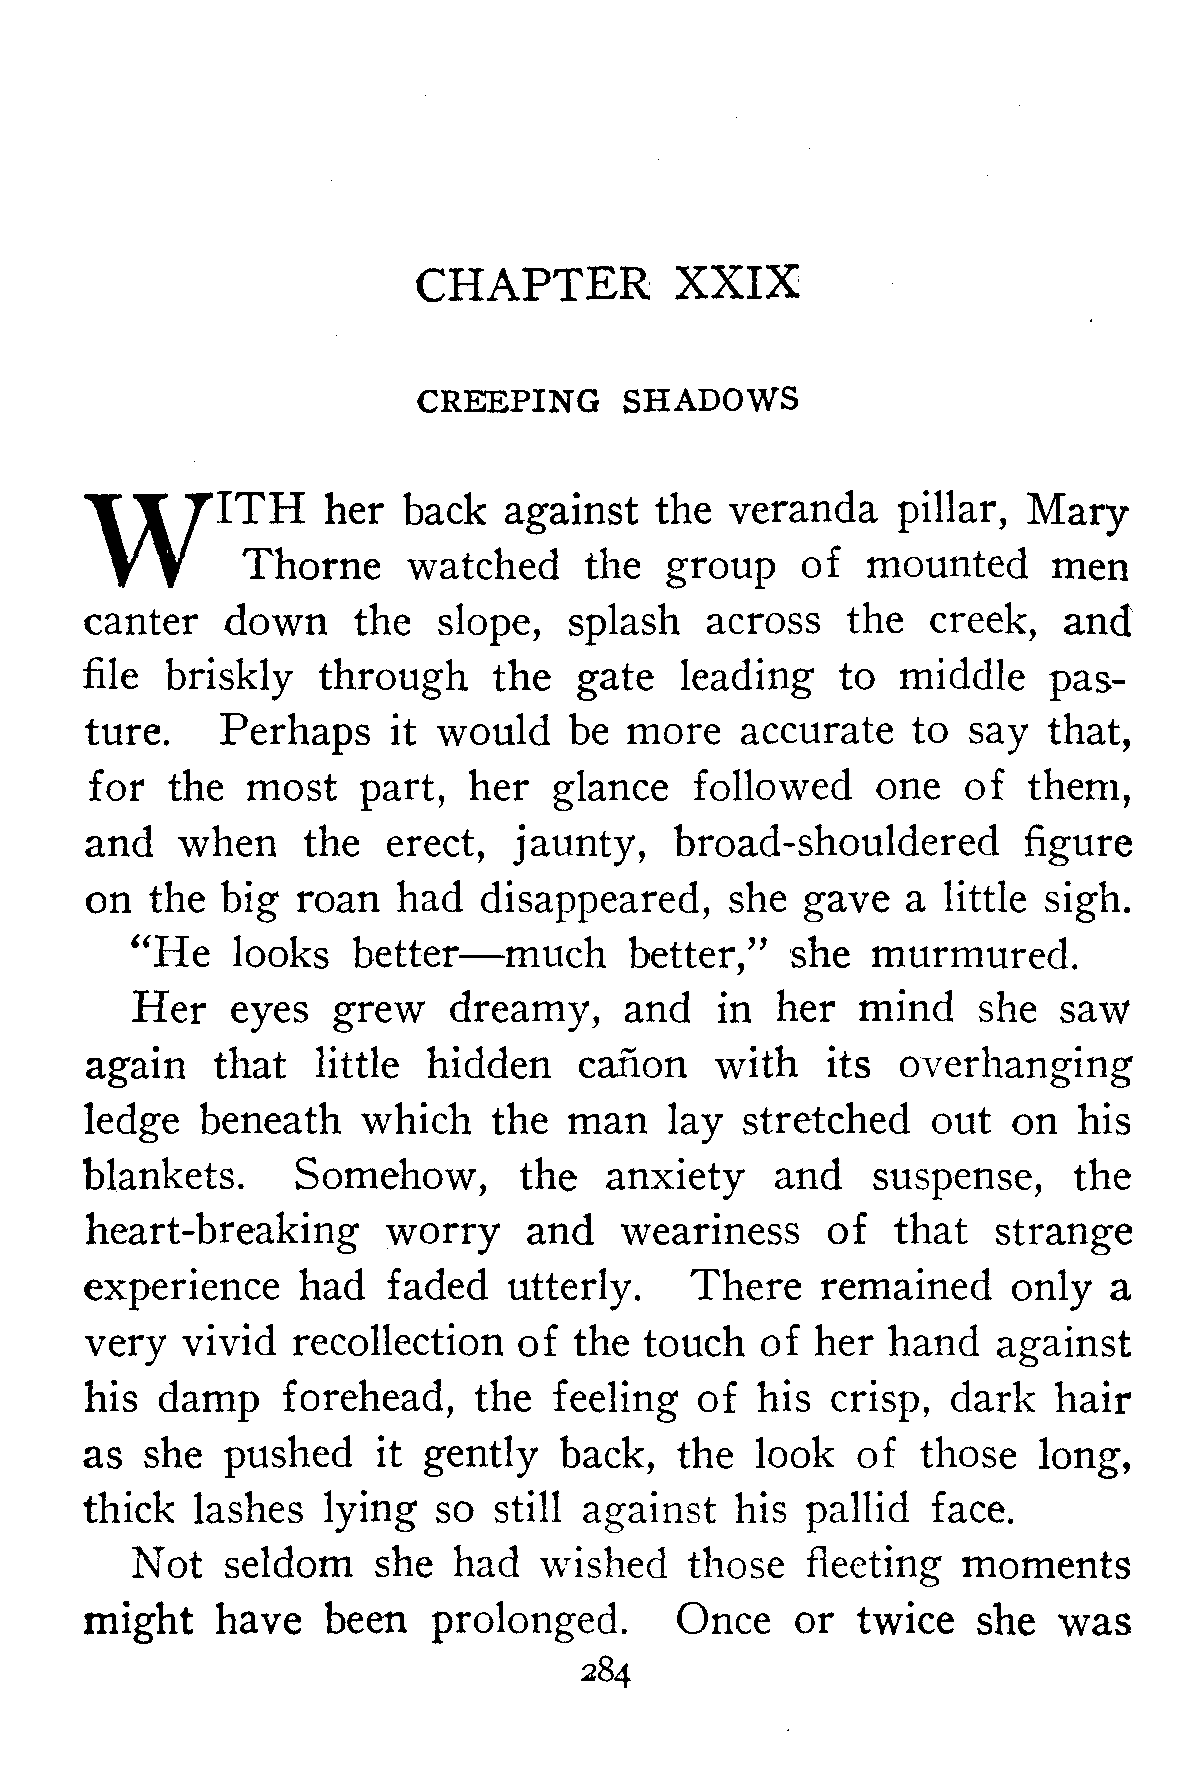 CHAPTER XXIX
CREEPING SHADOWS
WITH her back against the veranda pillar, Mary
Thorne watched the group of mounted men
canter down the slope, splash across the creek, and
file briskly through the gate leading to middle pas-
ture. Perhaps it would be more accurate to say that,
for the most part, her glance followed one of them,
and when the erect, jaunty, broad-shouldered figure
on the big roan had disappeared, she gave a little sigh.
“He looks better—much better,” she murmured.
Her eyes grew dreamy, and in her mind she saw
again that little hidden cañon with its overhanging
ledge beneath which the man lay stretched out on his
blankets. Somehow, the anxiety and suspense, the
heart-breaking worry and weariness of that strange
experience had faded utterly. There remained only a
very vivid recollection of the touch of her hand against
his damp forehead, the feeling of his crisp, dark hair
as she pushed it gently back, the look of those long,
thick lashes lying so still against his pallid face.
Not seldom she had wished those fleeting moments
might have been prolonged. Once or twice she was
284